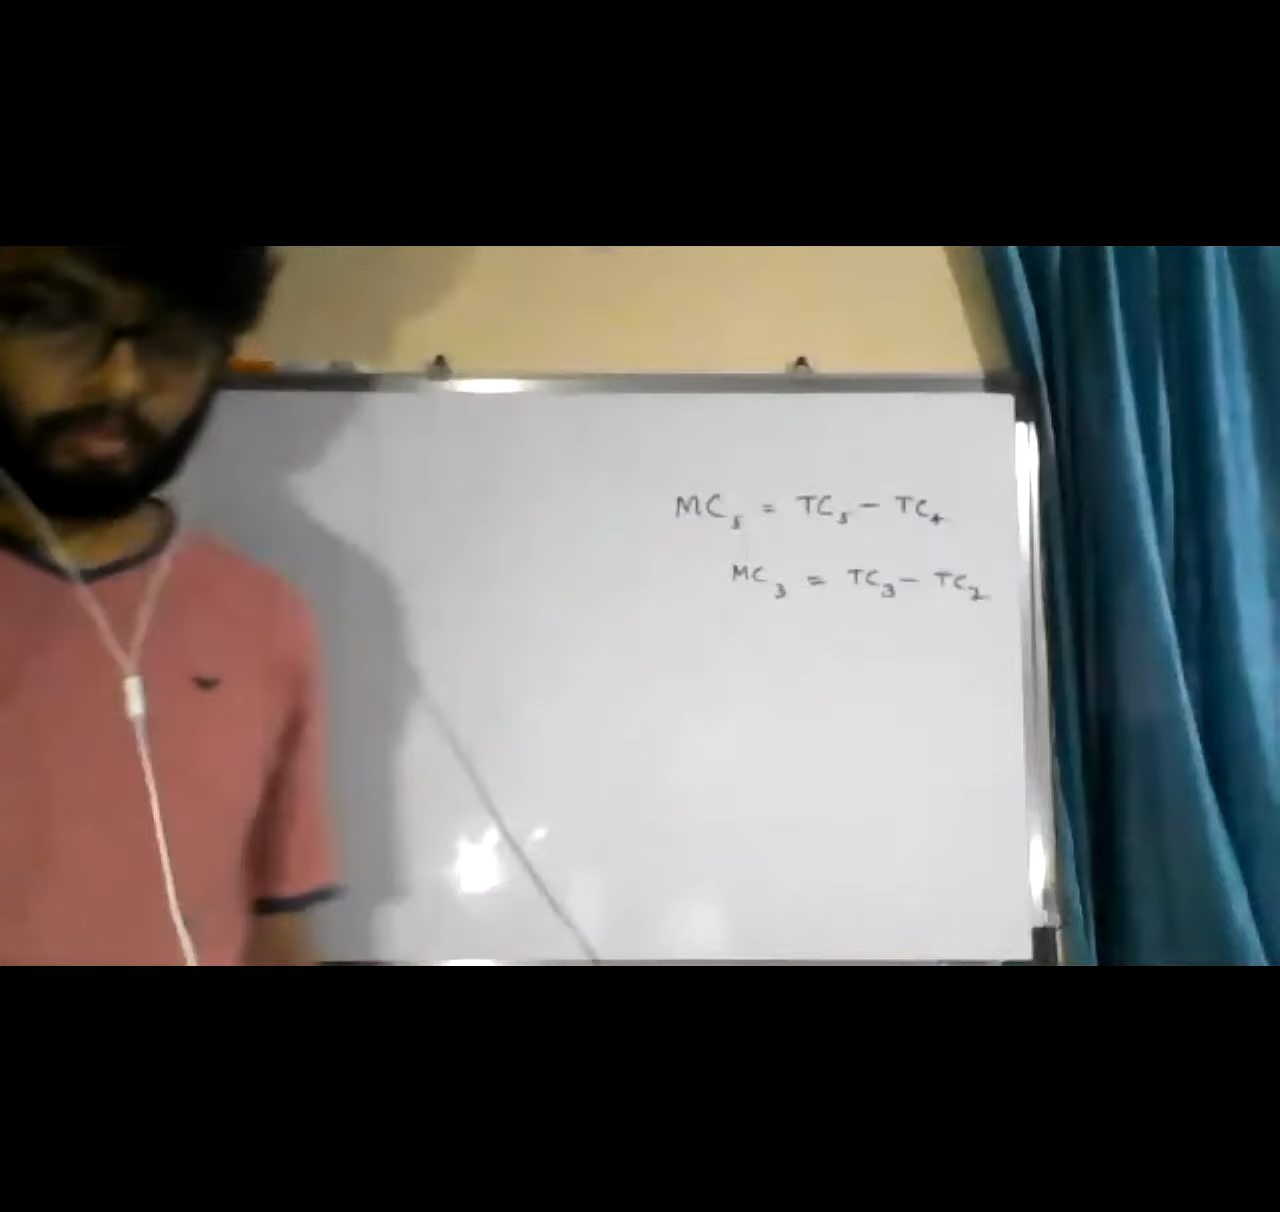 MC₅ = TC₅ - TC₄
MC₃ = TC₃ - TC₂